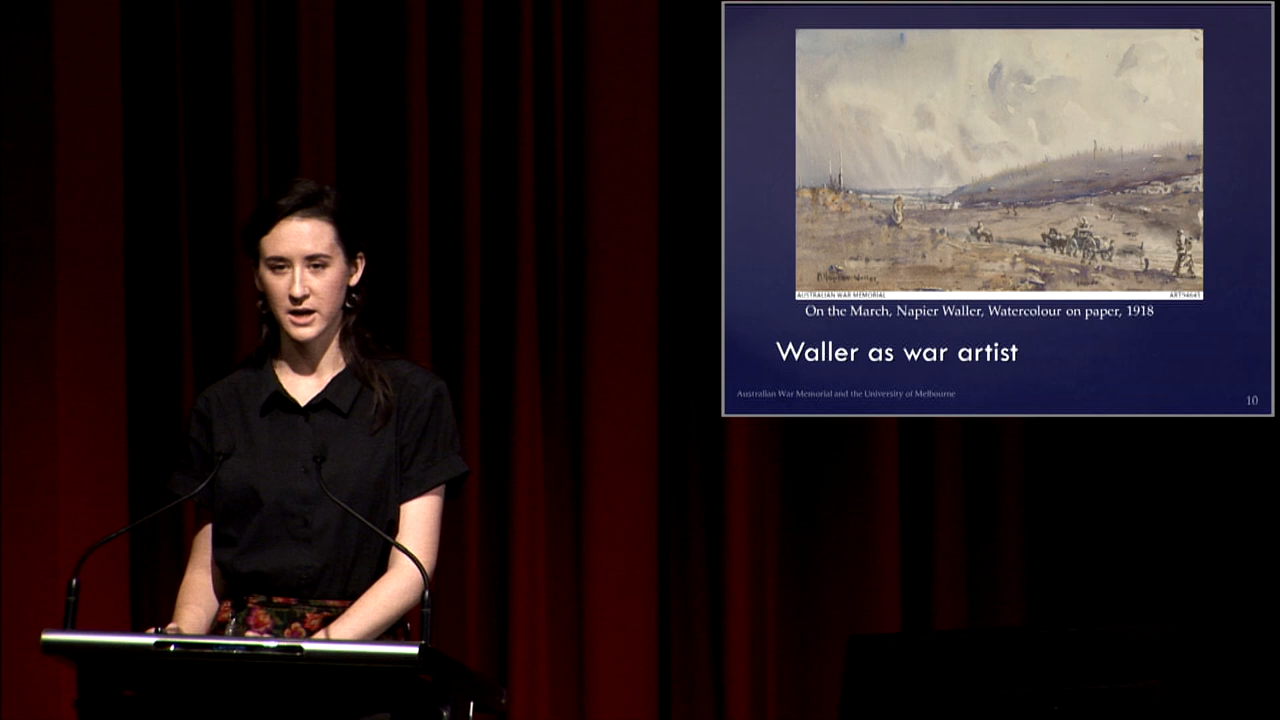 AUSTRALIAN WAR MEMORIAL
ART94641
On the March, Napier Waller, Watercolour on paper, 1918
Waller as war artist
Australian War Memorial and the University of Melbourne
10